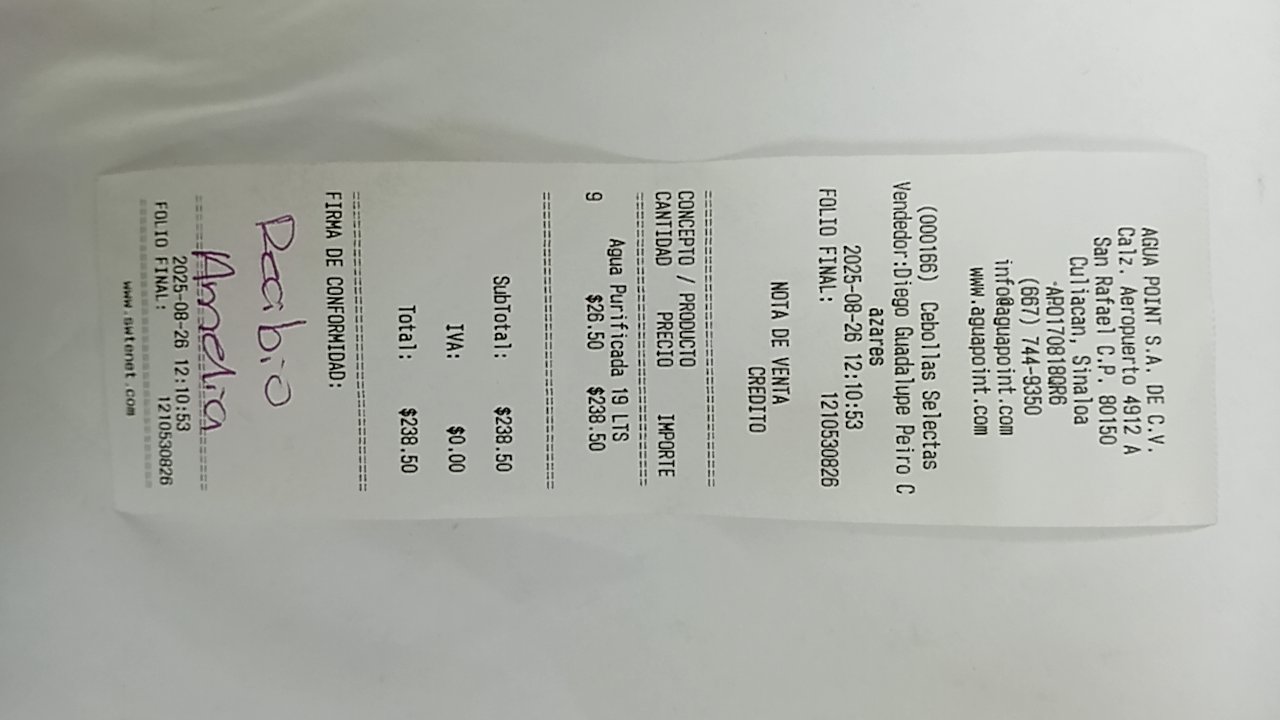 AGUA POINT S.A. DE C.V.
Calz. Aeropuerto 4912 A
San Rafael C.P. 80150
Culiacan, Sinaloa
-APO170818QR6
(667) 744-9350
info@aguapoint.com
www.aguapoint.com
(000166) Cebollas Selectas
Vendedor:Diego Guadalupe Peiro C
azares
2025-08-26 12:10:53
FOLIO FINAL: 1210530826
NOTA DE VENTA
CREDITO
================================
CONCEPTO / PRODUCTO
CANTIDAD PRECIO IMPORTE
================================
Agua Purificada 19 LTS
9 $26.50 $238.50
================================
SubTotal: $238.50
IVA: $0.00
Total: $238.50
================================
FIRMA DE CONFORMIDAD:
Recibio
Amelia
================================
2025-08-26 12:10:53
FOLIO FINAL: 1210530826
================================
www.swtenet.com